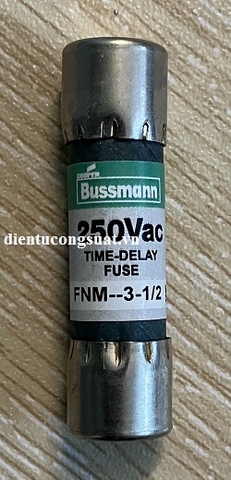 Bussmann
250Vac
dientucongsuat.vn
TIME-DELAY
FUSE
FNM--3-1/2